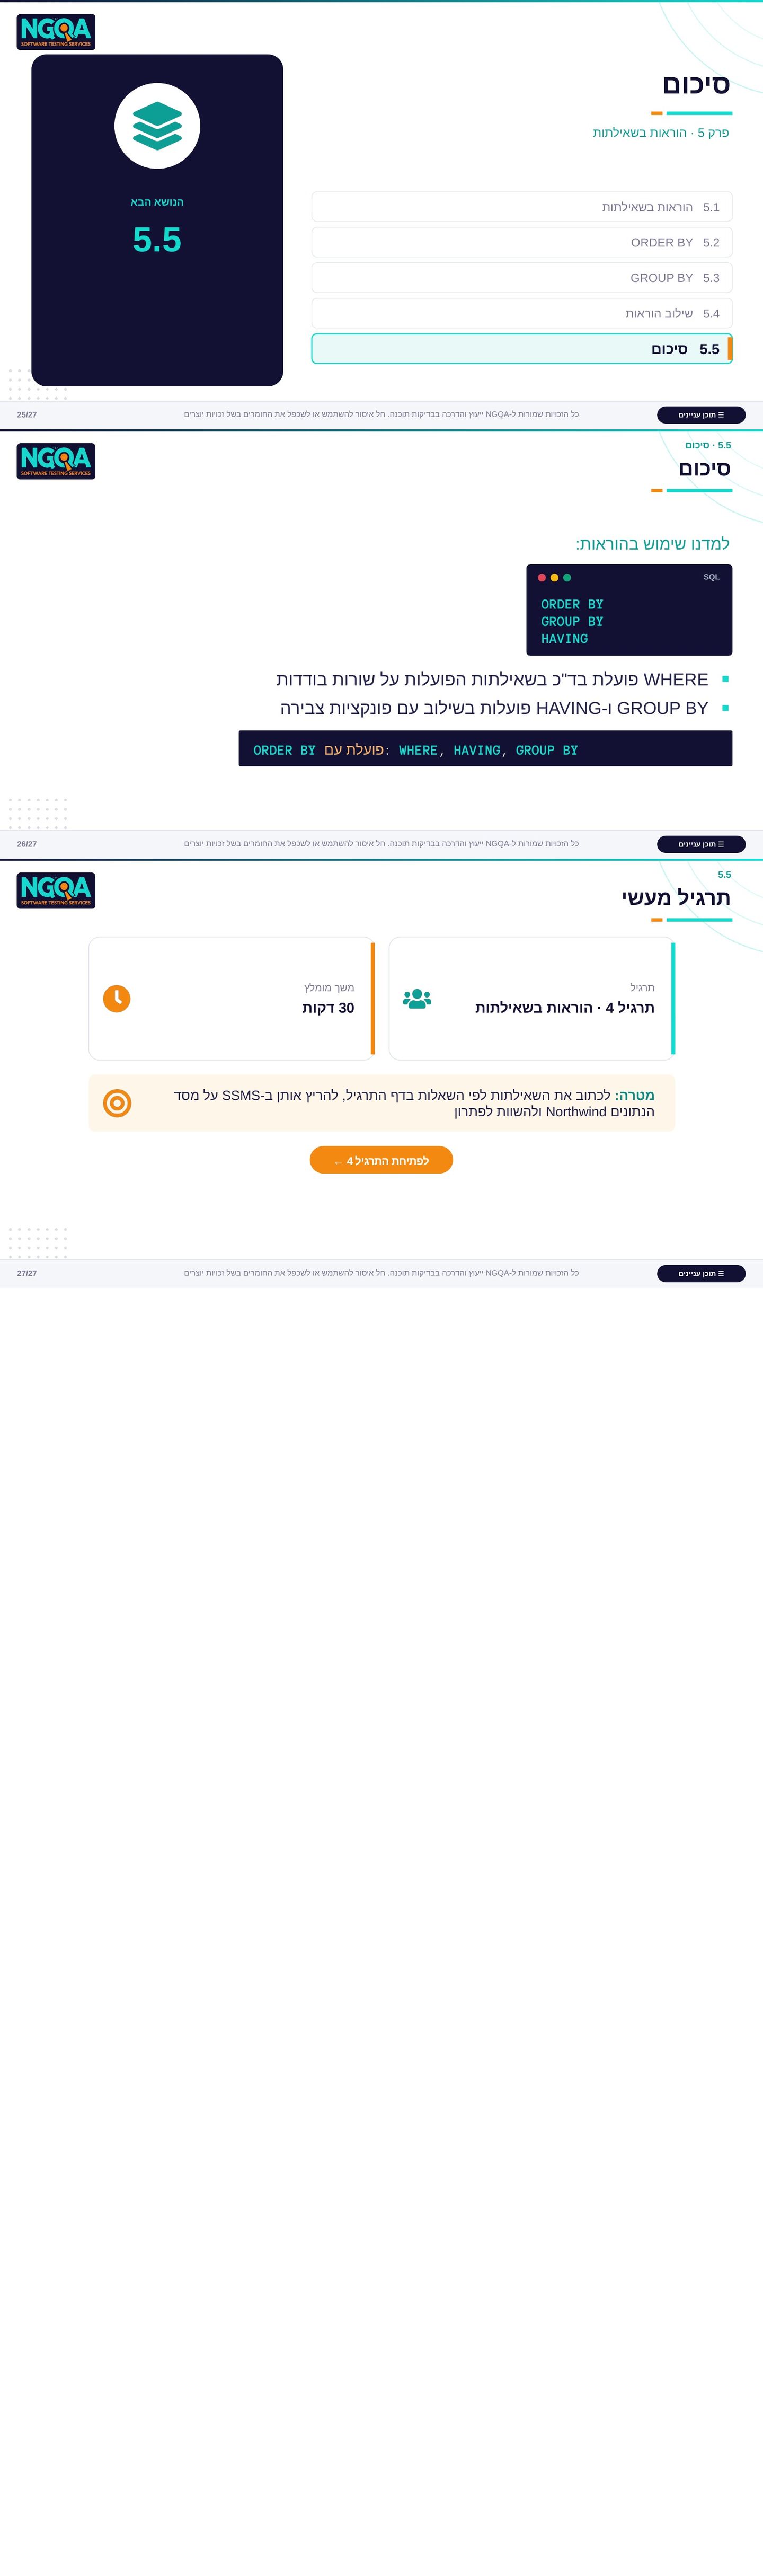 NGQA
SOFTWARE TESTING SERVICES
סיכום
פרק 5 · הוראות בשאילתות
הנושא הבא
5.5
5.1 הוראות בשאילתות
5.2 ORDER BY
5.3 GROUP BY
5.4 שילוב הוראות
5.5 סיכום
☰ תוכן עניינים
כל הזכויות שמורות ל-NGQA ייעוץ והדרכה בבדיקות תוכנה. חל איסור להשתמש או לשכפל את החומרים בשל זכויות יוצרים
25/27
NGQA
SOFTWARE TESTING SERVICES
5.5 · סיכום
סיכום
למדנו שימוש בהוראות:
SQL
ORDER BY
GROUP BY
HAVING
WHERE פועלת בד"כ בשאילתות הפועלות על שורות בודדות
GROUP BY ו-HAVING פועלות בשילוב עם פונקציות צבירה
ORDER BY פועלת עם: WHERE, HAVING, GROUP BY
☰ תוכן עניינים
כל הזכויות שמורות ל-NGQA ייעוץ והדרכה בבדיקות תוכנה. חל איסור להשתמש או לשכפל את החומרים בשל זכויות יוצרים
26/27
NGQA
SOFTWARE TESTING SERVICES
5.5
תרגיל מעשי
תרגיל
תרגיל 4 · הוראות בשאילתות
משך מומלץ
30 דקות
מטרה: לכתוב את השאילתות לפי השאלות בדף התרגיל, להריץ אותן ב-SSMS על מסד
הנתונים Northwind ולהשוות לפתרון
לפתיחת התרגיל 4 ←
☰ תוכן עניינים
כל הזכויות שמורות ל-NGQA ייעוץ והדרכה בבדיקות תוכנה. חל איסור להשתמש או לשכפל את החומרים בשל זכויות יוצרים
27/27